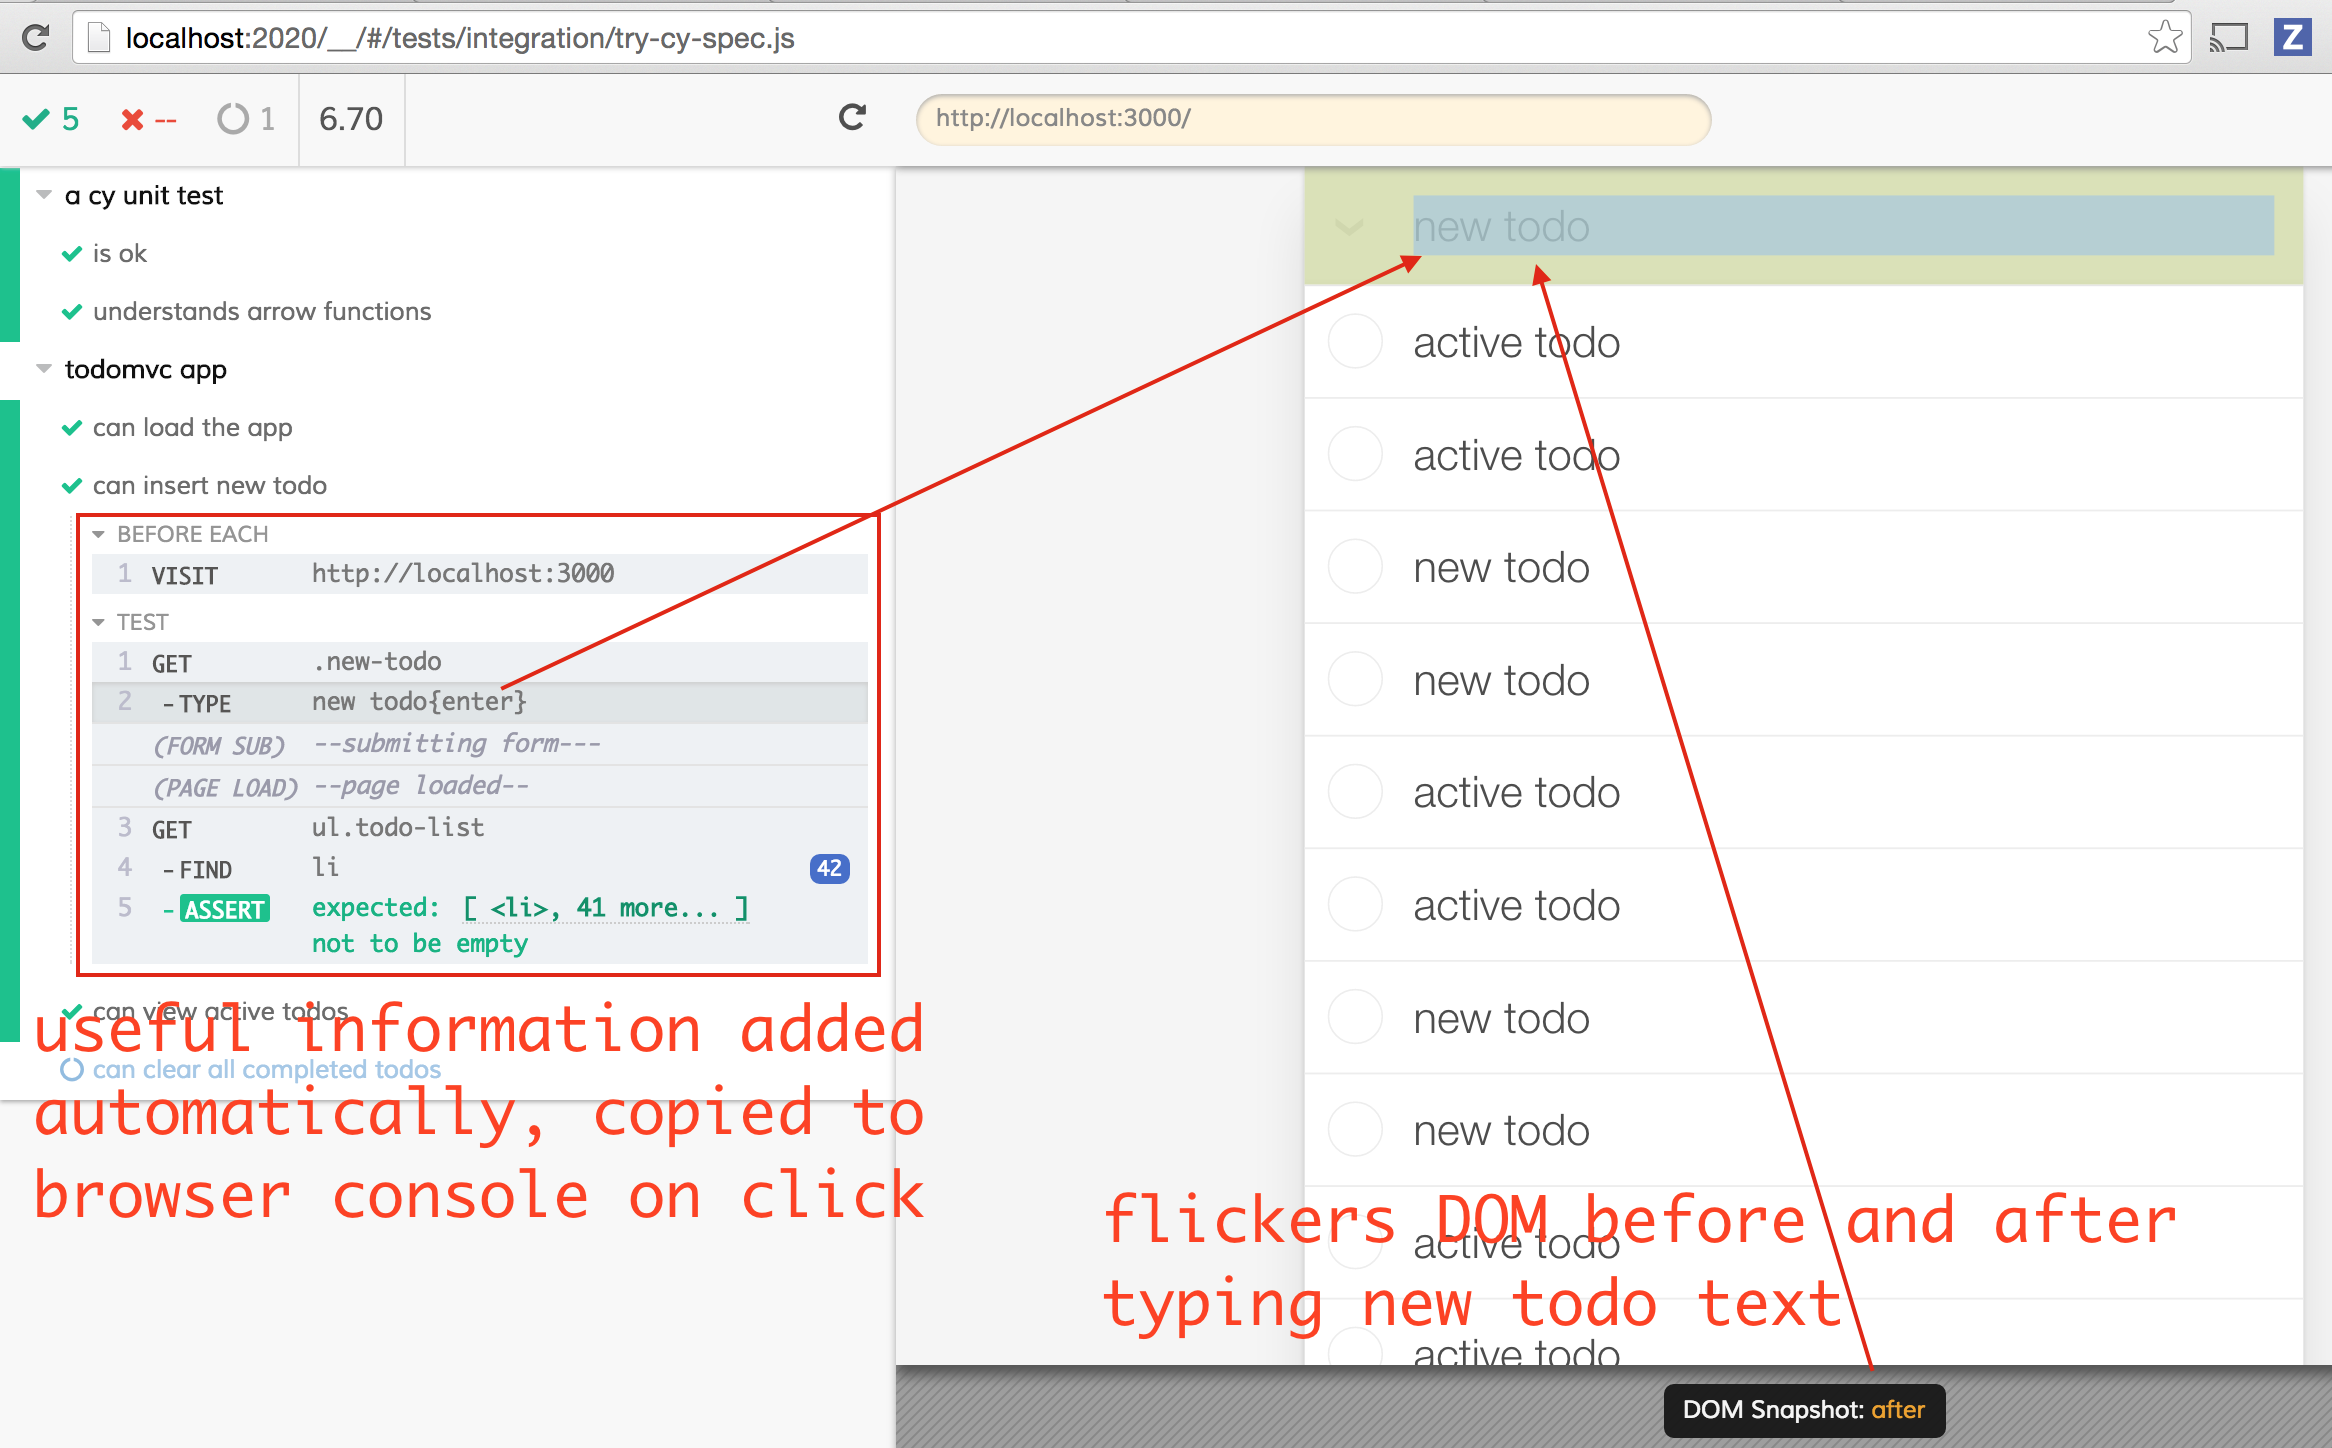 localhost:2020/__/#/tests/integration/try-cy-spec.js
Z
5 -- 1 6.70
http://localhost:3000/
a cy unit test
is ok
understands arrow functions
todomvc app
can load the app
can insert new todo
BEFORE EACH
1 VISIT http://localhost:3000
TEST
1 GET .new-todo
2 -TYPE new todo{enter}
(FORM SUB) --submitting form---
(PAGE LOAD) --page loaded--
3 GET ul.todo-list
4 -FIND li 42
5 -ASSERT expected: [ <li>, 41 more... ]
not to be empty
can view active todos
can clear all completed todos
useful information added
automatically, copied to
browser console on click
new todo
active todo
active todo
new todo
new todo
active todo
active todo
new todo
new todo
active todo
active todo
flickers DOM before and after
typing new todo text
DOM Snapshot: after